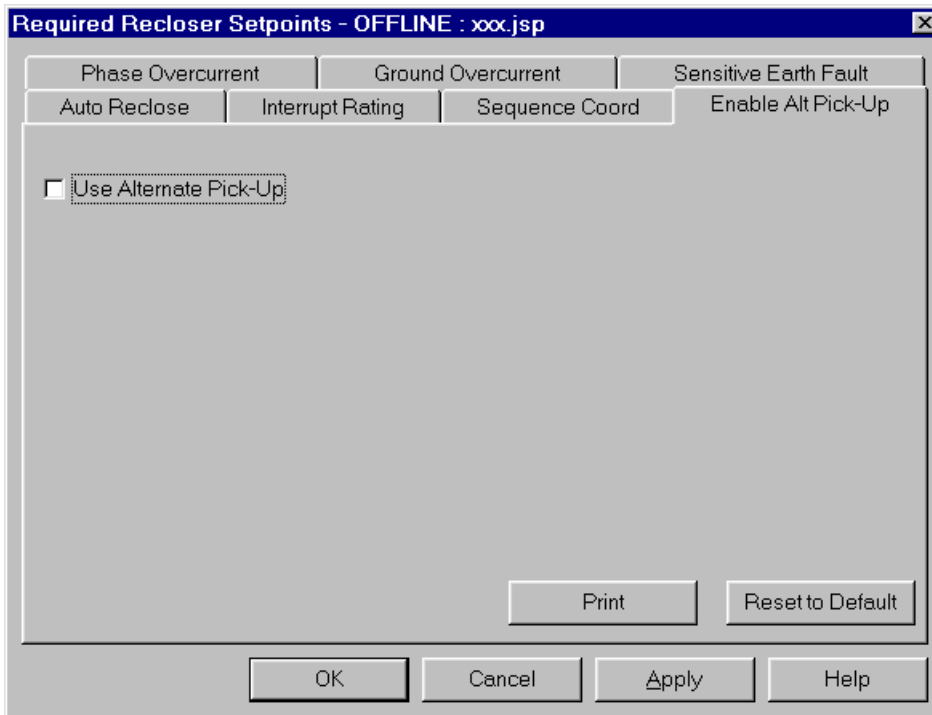 Required Recloser Setpoints - OFFLINE : xxx.jsp
Phase Overcurrent
Ground Overcurrent
Sensitive Earth Fault
Auto Reclose
Interrupt Rating
Sequence Coord
Enable Alt Pick-Up
Use Alternate Pick-Up
Print
Reset to Default
OK
Cancel
Apply
Help